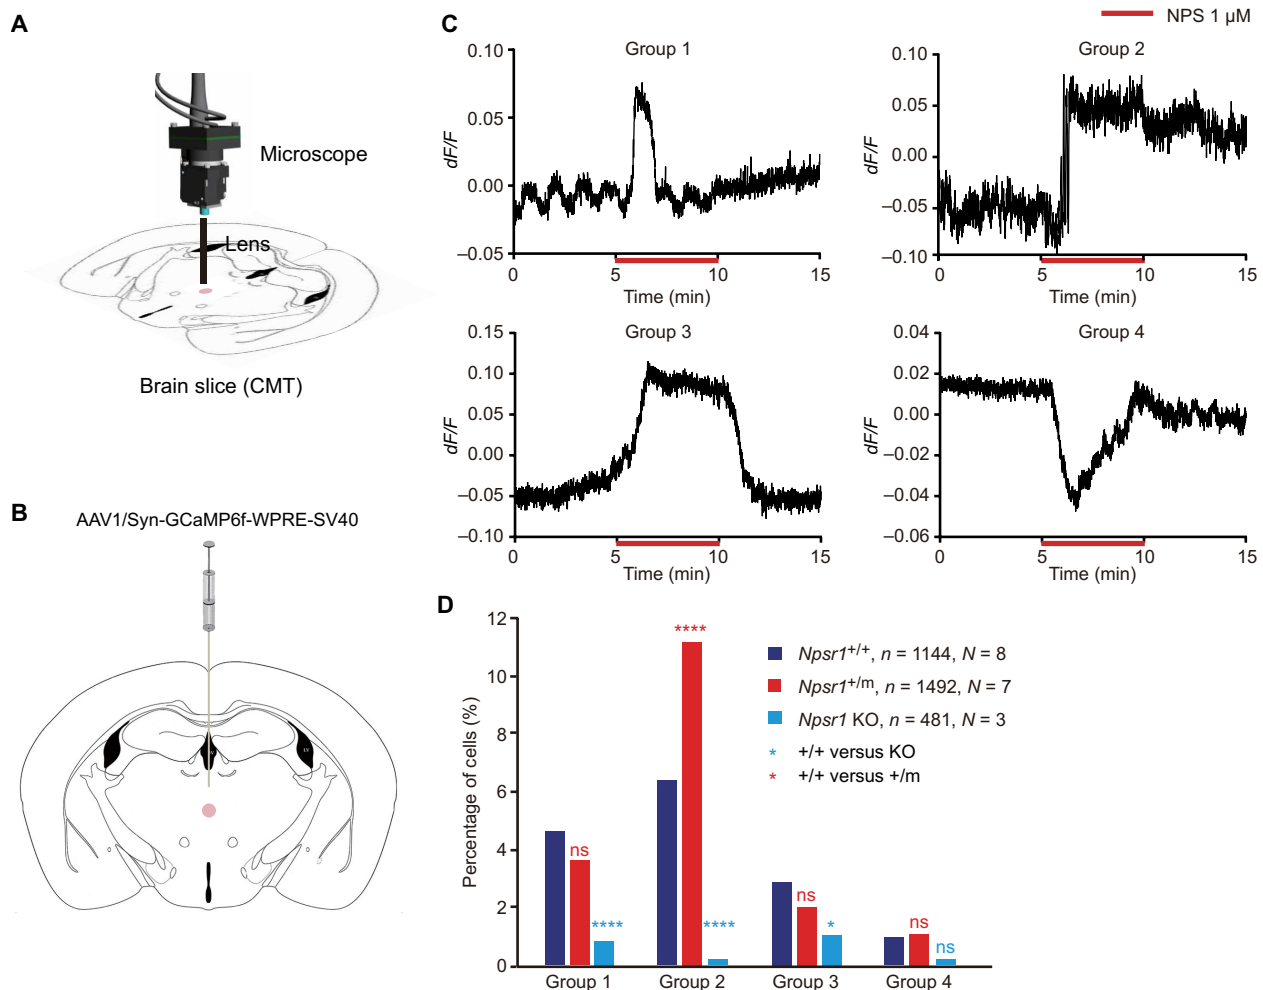 A
Microscope
Lens
Brain slice (CMT)
B
AAV1/Syn-GCaMP6f-WPRE-SV40
LV
C
NPS 1 µM
Group 1
0.10
0.05
0.00
–0.05
dF/F
0
5
10
15
Time (min)
Group 2
0.10
0.05
0.00
–0.05
–0.10
dF/F
0
5
10
15
Time (min)
Group 3
0.15
0.10
0.05
0.00
–0.05
–0.10
dF/F
0
5
10
15
Time (min)
Group 4
0.04
0.02
0.00
–0.02
–0.04
–0.06
dF/F
0
5
10
15
Time (min)
D
Percentage of cells (%)
12
10
8
6
4
2
0
ns
****
****
****
ns
*
ns
ns
Group 1
Group 2
Group 3
Group 4
Npsr1+/+, n = 1144, N = 8
Npsr1+/m, n = 1492, N = 7
Npsr1 KO, n = 481, N = 3
* +/+ versus KO
* +/+ versus +/m